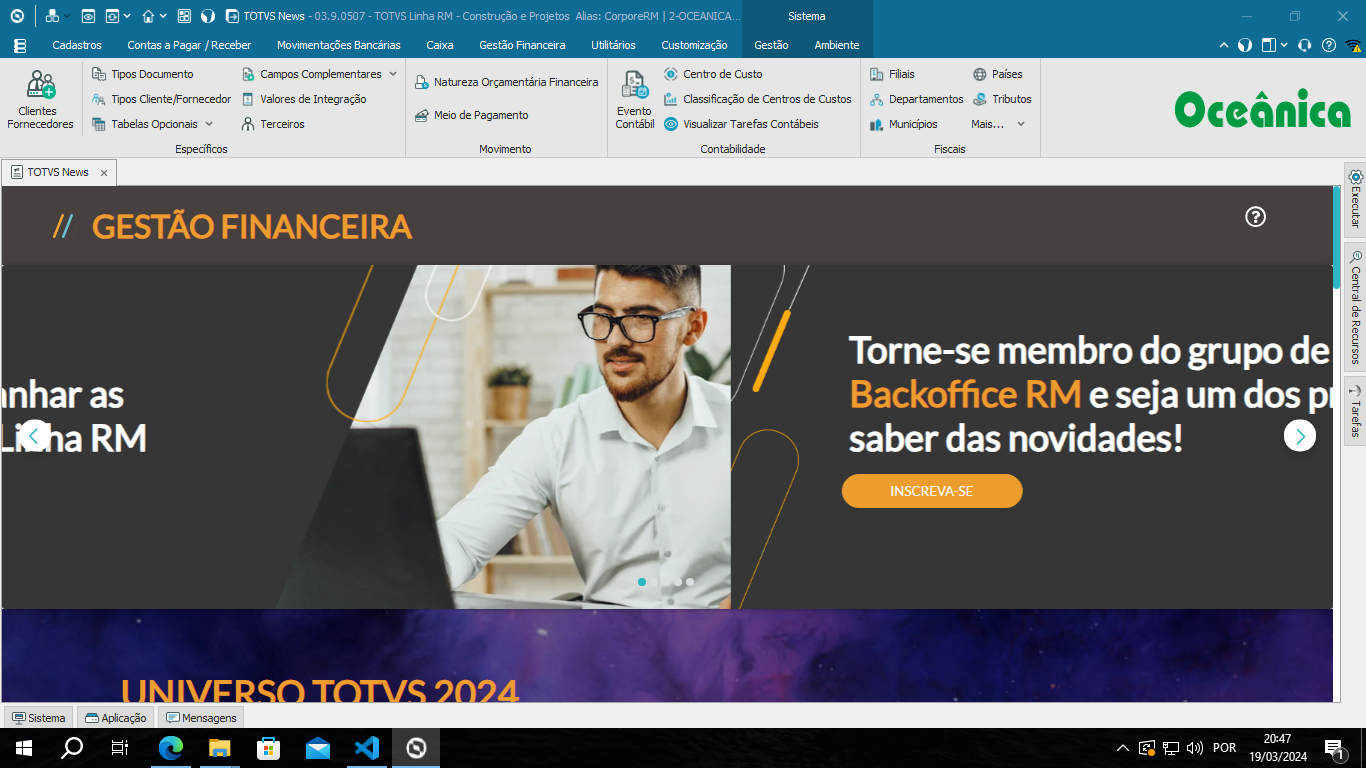 TOTVS News - 03.9.0507 - TOTVS Linha RM - Construção e Projetos Alias: CorporeRM | 2-OCEANICA...
Sistema
Cadastros Contas a Pagar / Receber Movimentações Bancárias Caixa Gestão Financeira Utilitários Customização Gestão Ambiente
Clientes
Fornecedores
Tipos Documento
Tipos Cliente/Fornecedor
Tabelas Opcionais
Campos Complementares
Valores de Integração
Terceiros
Específicos
Natureza Orçamentária Financeira
Meio de Pagamento
Movimento
Evento
Contábil
Centro de Custo
Classificação de Centros de Custos
Visualizar Tarefas Contábeis
Contabilidade
Filiais
Departamentos
Municípios
Países
Tributos
Mais...
Fiscais
Oceânica
TOTVS News
Executar
Central de Recursos
Tarefas
// GESTÃO FINANCEIRA
anhar as
Linha RM
Torne-se membro do grupo de
Backoffice RM e seja um dos pr
saber das novidades!
INSCREVA-SE
UNIVERSO TOTVS 2024
Sistema Aplicação Mensagens
POR
20:47
19/03/2024
1